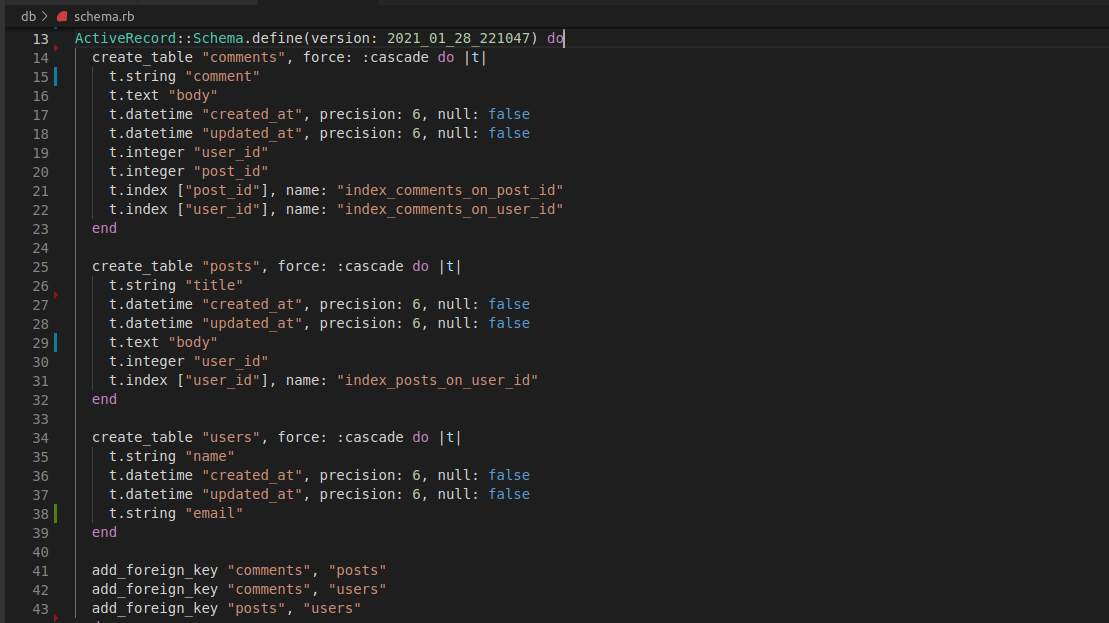 db > schema.rb
13 ActiveRecord::Schema.define(version: 2021_01_28_221047) do
14 create_table "comments", force: :cascade do |t|
15 t.string "comment"
16 t.text "body"
17 t.datetime "created_at", precision: 6, null: false
18 t.datetime "updated_at", precision: 6, null: false
19 t.integer "user_id"
20 t.integer "post_id"
21 t.index ["post_id"], name: "index_comments_on_post_id"
22 t.index ["user_id"], name: "index_comments_on_user_id"
23 end
24
25 create_table "posts", force: :cascade do |t|
26 t.string "title"
27 t.datetime "created_at", precision: 6, null: false
28 t.datetime "updated_at", precision: 6, null: false
29 t.text "body"
30 t.integer "user_id"
31 t.index ["user_id"], name: "index_posts_on_user_id"
32 end
33
34 create_table "users", force: :cascade do |t|
35 t.string "name"
36 t.datetime "created_at", precision: 6, null: false
37 t.datetime "updated_at", precision: 6, null: false
38 t.string "email"
39 end
40
41 add_foreign_key "comments", "posts"
42 add_foreign_key "comments", "users"
43 add_foreign_key "posts", "users"